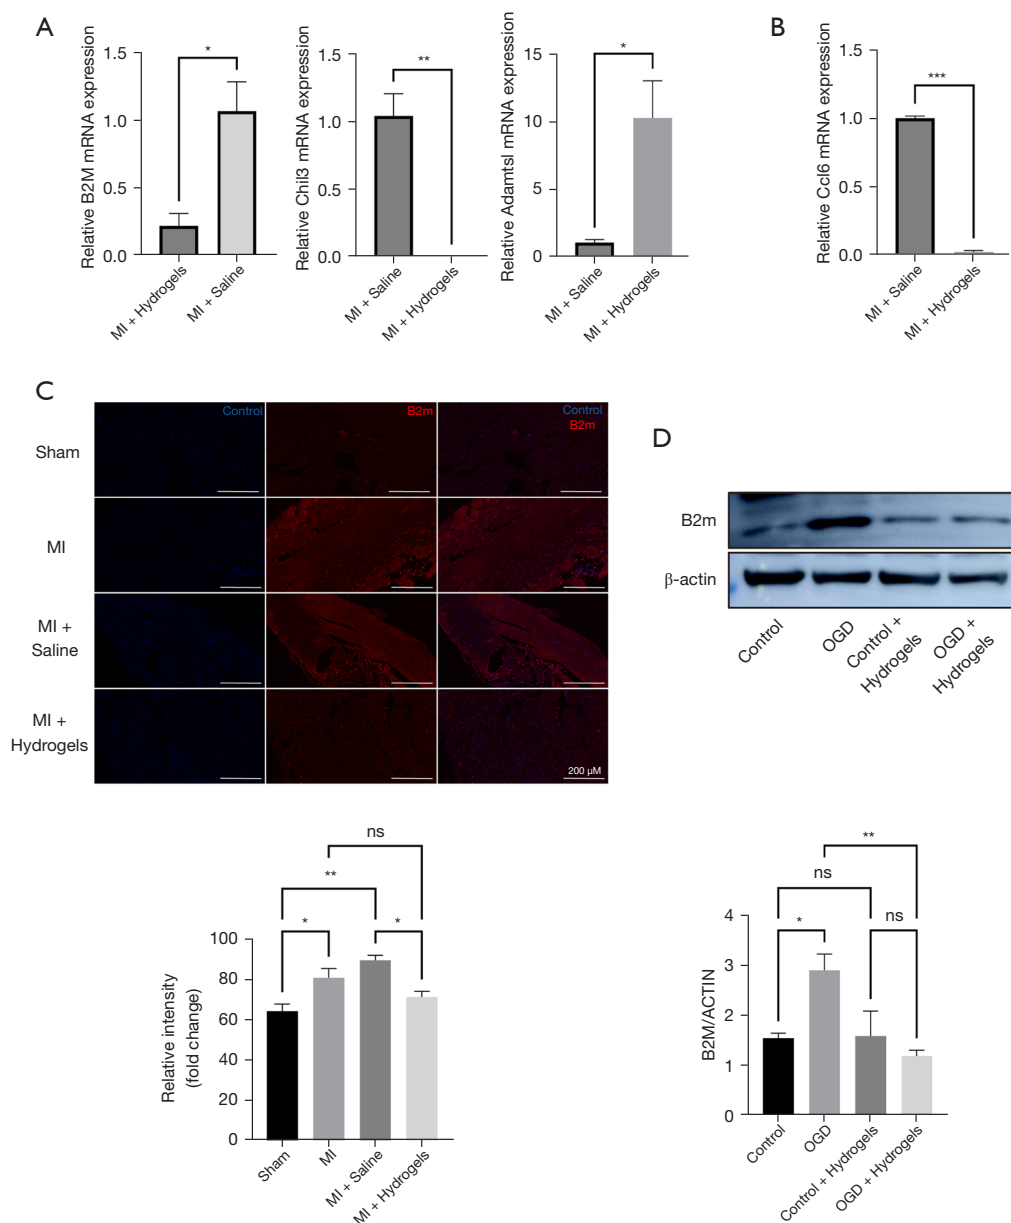 A
Relative B2M mRNA expression
1.5
1.0
0.5
0.0
*
MI + Hydrogels
MI + Saline
Relative Chil3 mRNA expression
1.5
1.0
0.5
0.0
**
MI + Saline
MI + Hydrogels
Relative Adamtsl mRNA expression
15
10
5
0
*
MI + Saline
MI + Hydrogels
B
Relative Ccl6 mRNA expression
1.5
1.0
0.5
0.0
***
MI + Saline
MI + Hydrogels
C
Control
B2m
Control
B2m
Sham
MI
MI +
Saline
MI +
Hydrogels
200 μM
D
B2m
β-actin
Control
OGD
Control +
Hydrogels
OGD +
Hydrogels
Relative intensity
(fold change)
100
80
60
40
20
0
*
**
*
ns
Sham
MI
MI + Saline
MI + Hydrogels
B2M/ACTIN
4
3
2
1
0
*
ns
ns
**
Control
OGD
Control + Hydrogels
OGD + Hydrogels